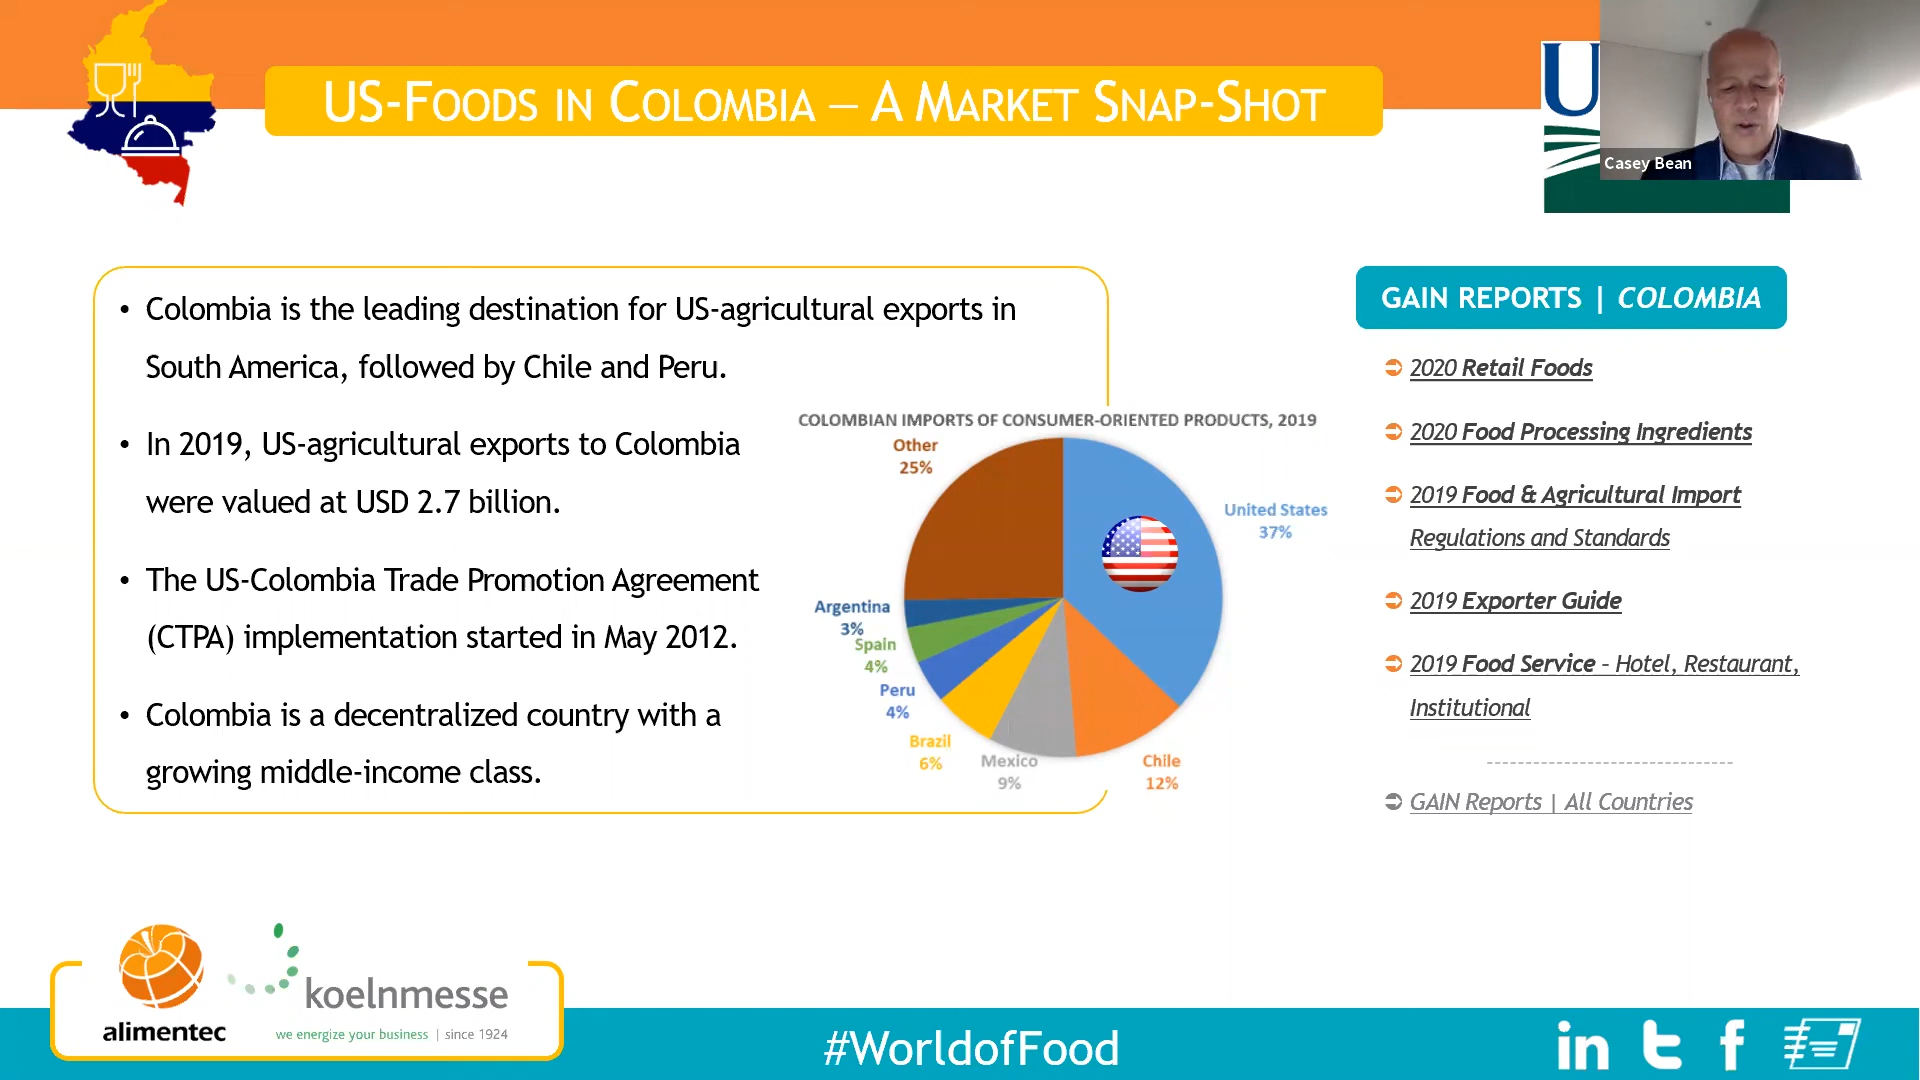 US-FOODS IN COLOMBIA – A MARKET SNAP-SHOT
U
Casey Bean
• Colombia is the leading destination for US-agricultural exports in
South America, followed by Chile and Peru.
• In 2019, US-agricultural exports to Colombia
were valued at USD 2.7 billion.
• The US-Colombia Trade Promotion Agreement
(CTPA) implementation started in May 2012.
• Colombia is a decentralized country with a
growing middle-income class.
COLOMBIAN IMPORTS OF CONSUMER-ORIENTED PRODUCTS, 2019
Other
25%
United States
37%
Argentina
3%
Spain
4%
Peru
4%
Brazil
6%
Mexico
9%
Chile
12%
GAIN REPORTS | COLOMBIA
2020 Retail Foods
2020 Food Processing Ingredients
2019 Food & Agricultural Import
Regulations and Standards
2019 Exporter Guide
2019 Food Service – Hotel, Restaurant,
Institutional
------------------------------
GAIN Reports | All Countries
alimentec
koelnmesse
we energize your business | since 1924
#WorldofFood
in
t
f